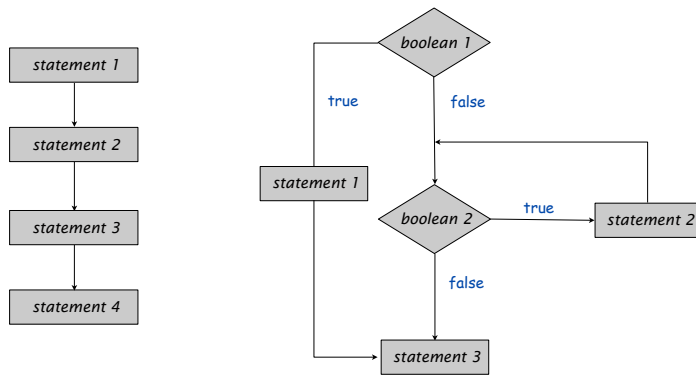 statement 1
statement 2
statement 3
statement 4
boolean 1
true
false
statement 1
boolean 2
true
statement 2
false
statement 3